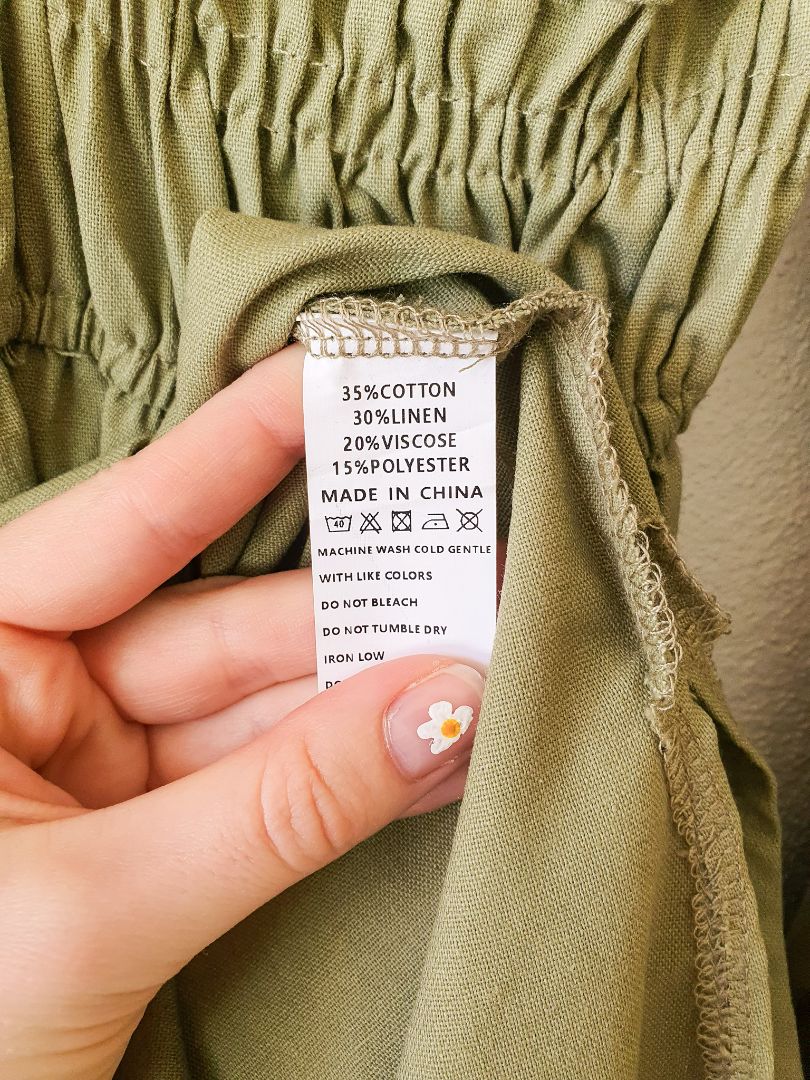 35%COTTON
30%LINEN
20%VISCOSE
15%POLYESTER
MADE IN CHINA
40
MACHINE WASH COLD GENTLE
WITH LIKE COLORS
DO NOT BLEACH
DO NOT TUMBLE DRY
IRON LOW